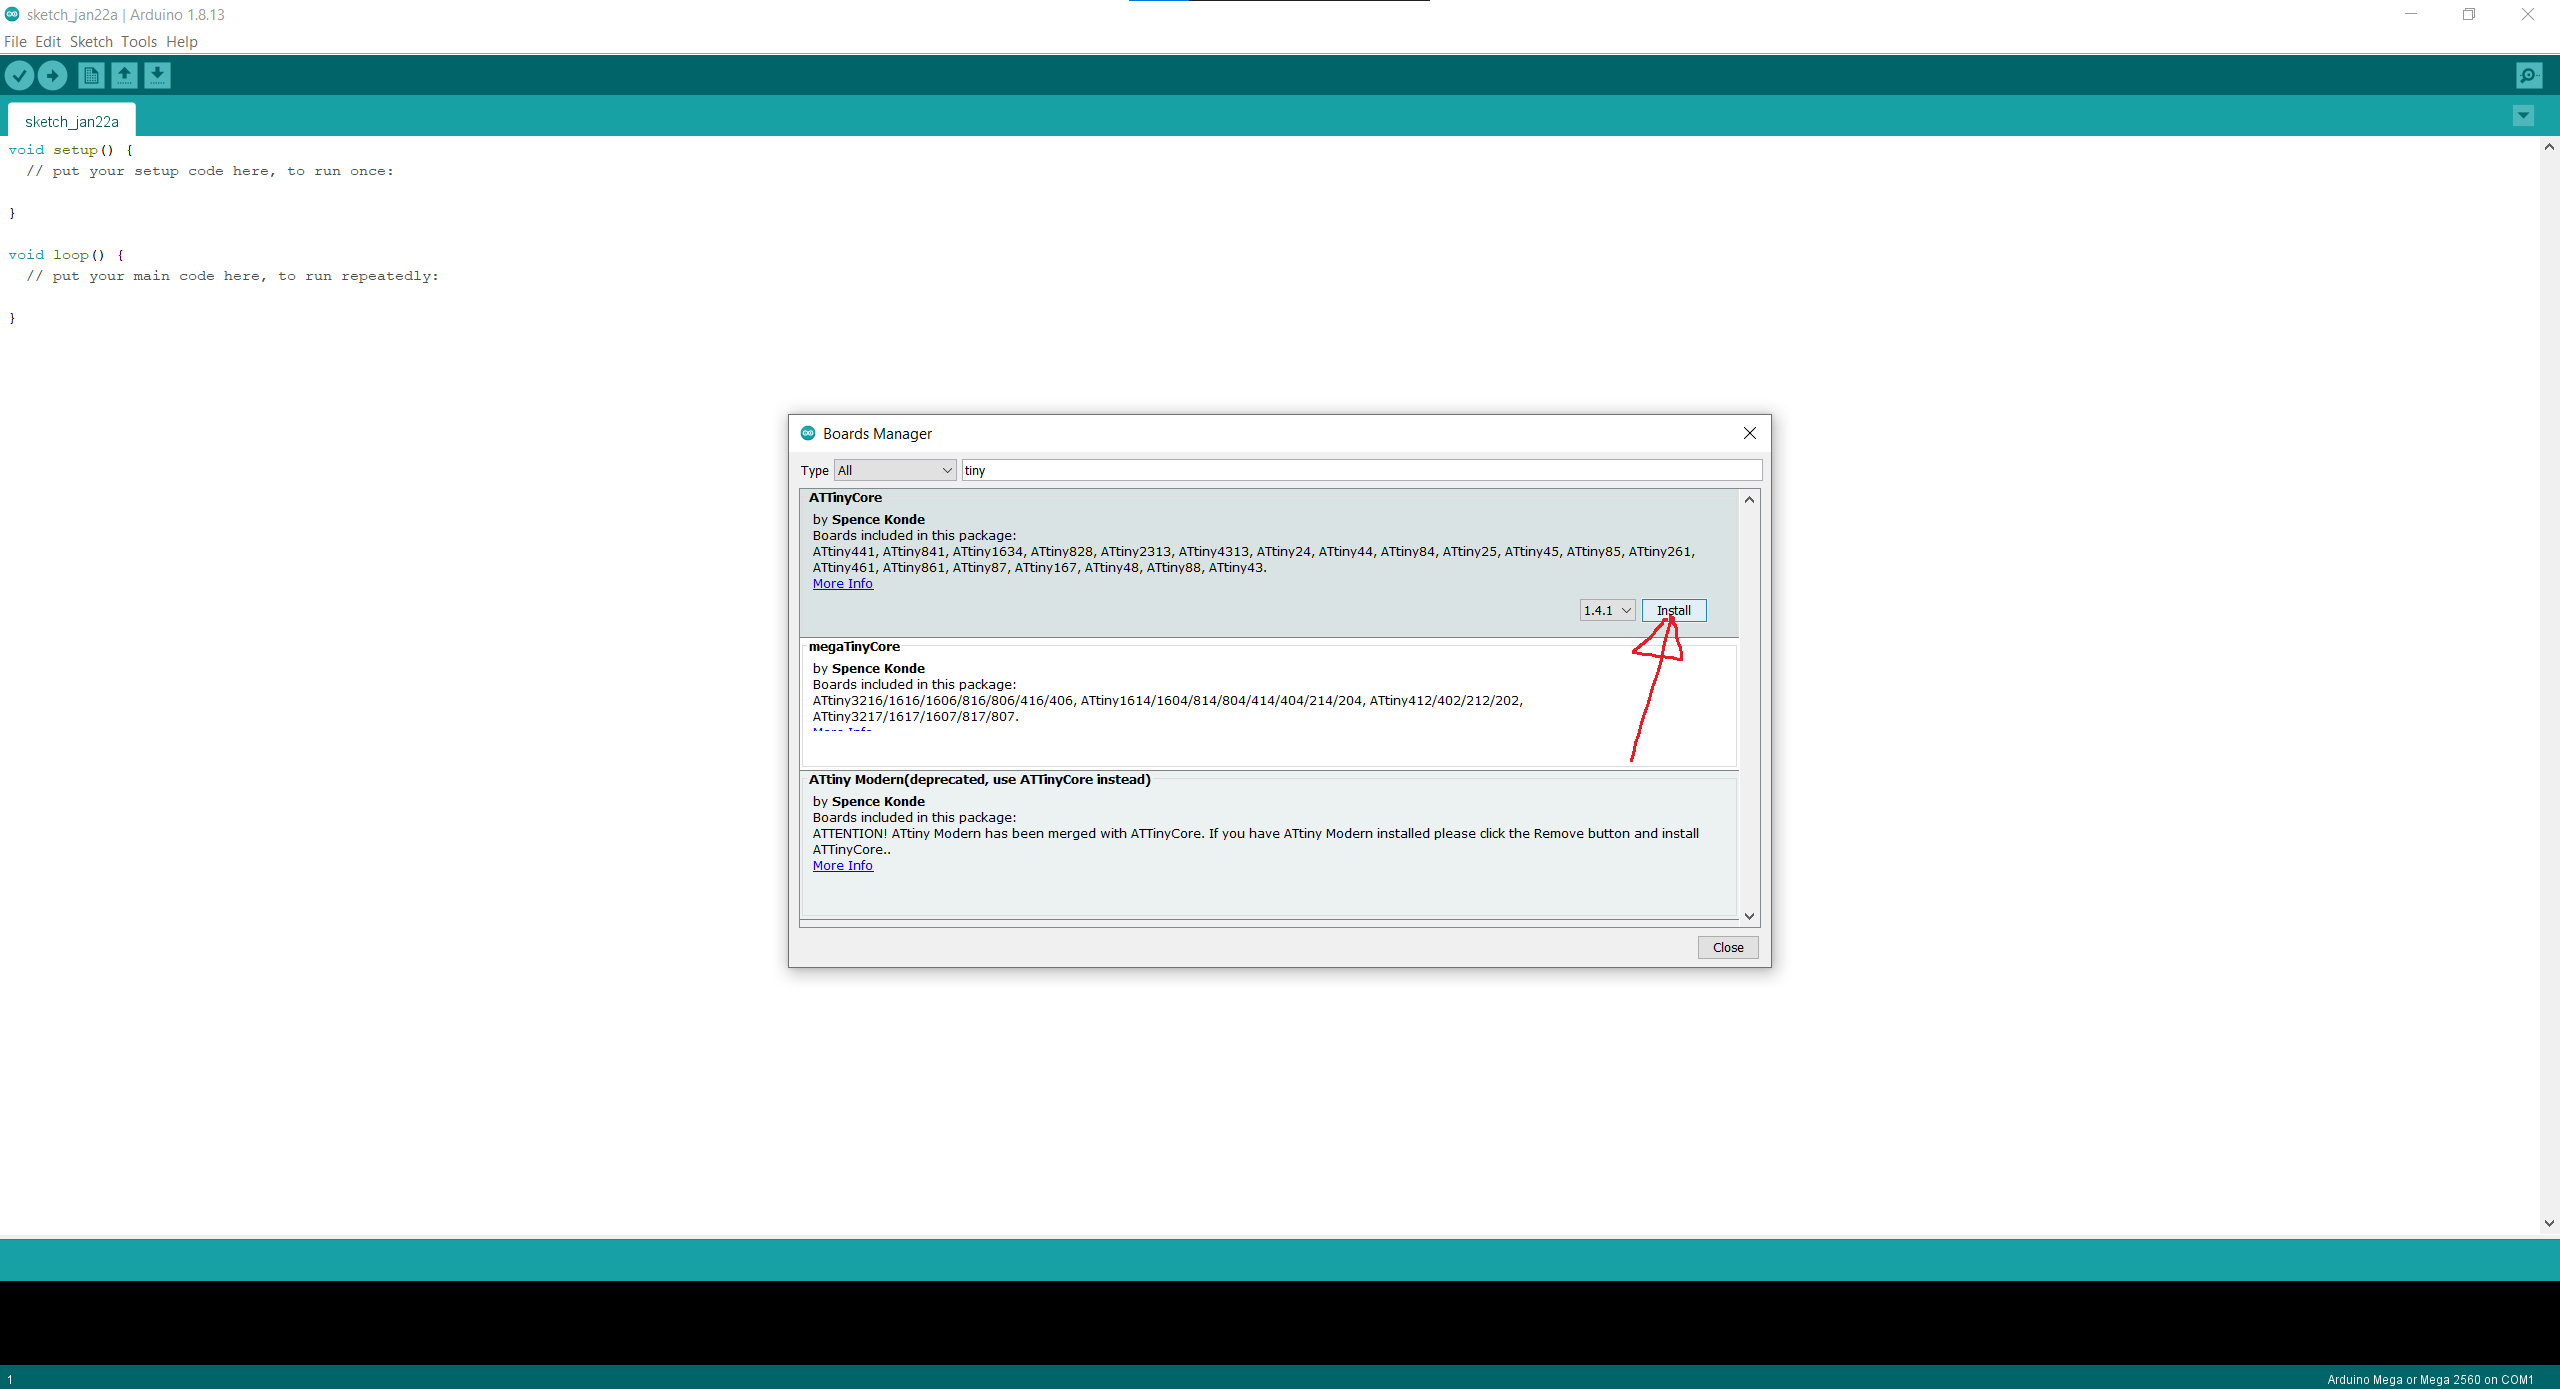 sketch_jan22a | Arduino 1.8.13
File Edit Sketch Tools Help
sketch_jan22a
void setup() {
// put your setup code here, to run once:
}
void loop() {
// put your main code here, to run repeatedly:
}
Boards Manager
Type All tiny
ATTinyCore
by Spence Konde
Boards included in this package:
ATtiny441, ATtiny841, ATtiny1634, ATtiny828, ATtiny2313, ATtiny4313, ATtiny24, ATtiny44, ATtiny84, ATtiny25, ATtiny45, ATtiny85, ATtiny261,
ATtiny461, ATtiny861, ATtiny87, ATtiny167, ATtiny48, ATtiny88, ATtiny43.
More Info
1.4.1 Install
megaTinyCore
by Spence Konde
Boards included in this package:
ATtiny3216/1616/1606/816/806/416/406, ATtiny1614/1604/814/804/414/404/214/204, ATtiny412/402/212/202,
ATtiny3217/1617/1607/817/807.
More Info
ATtiny Modern(deprecated, use ATTinyCore instead)
by Spence Konde
Boards included in this package:
ATTENTION! ATtiny Modern has been merged with ATTinyCore. If you have ATtiny Modern installed please click the Remove button and install
ATTinyCore..
More Info
Close
1
Arduino Mega or Mega 2560 on COM1